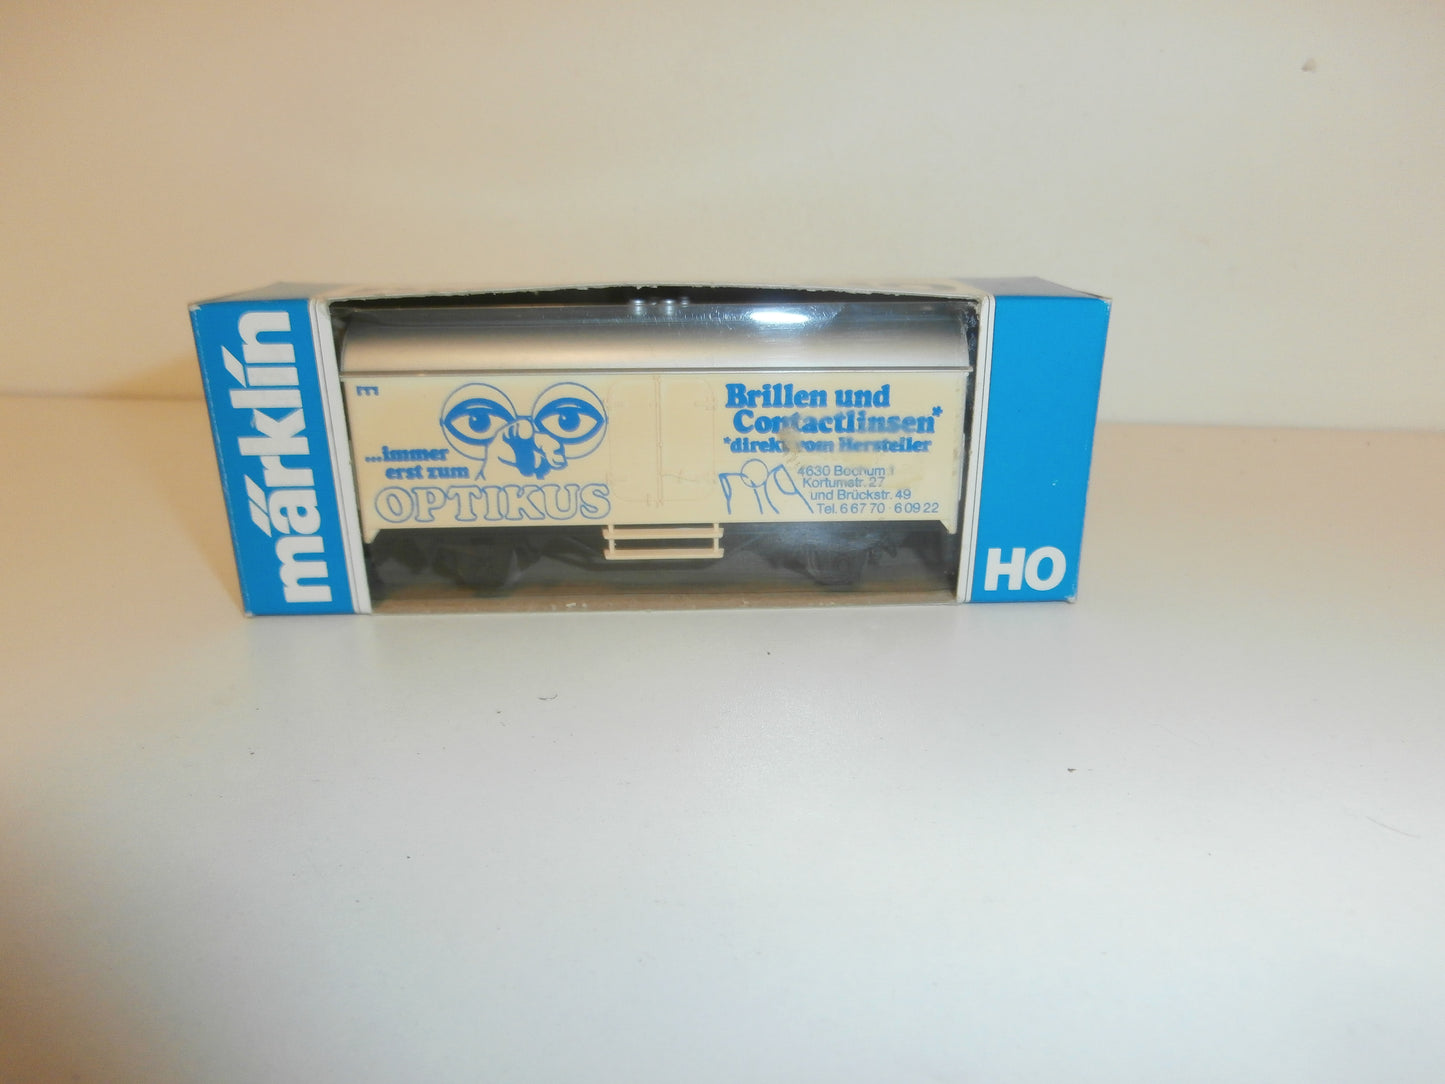 märklín
E
...immer
erst zum
OPTIKUS
Brillen und
Contactlinsen*
*direkt vom Hersteller
4630 Bochum 1
Kortumstr. 27
und Brückstr. 49
Tel. 6 67 70 · 6 09 22
HO